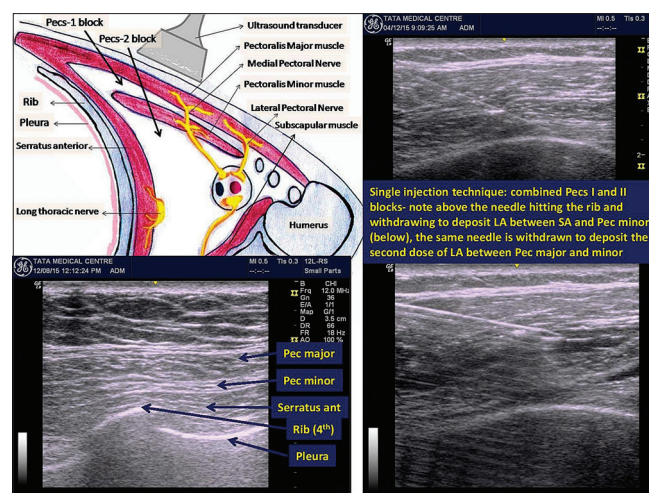 Pecs-1 block
Pecs-2 block
Ultrasound transducer
Pectoralis Major muscle
Medial Pectoral Nerve
Pectoralis Minor muscle
Lateral Pectoral Nerve
Subscapular muscle
Rib
Pleura
Serratus anterior
Long thoracic nerve
Humerus
TATA MEDICAL CENTRE
04/12/15 9:09:25 AM ADM
MI 0.5 TIs 0.3
--:--:--
2-
Single injection technique: combined Pecs I and II
blocks- note above the needle hitting the rib and
withdrawing to deposit LA between SA and Pec minor
(below), the same needle is withdrawn to deposit the
second dose of LA between Pec major and minor
TATA MEDICAL CENTRE
12/08/15 12:12:24 PM ADM
MI 0.5 TIs 0.3 12L-RS
--:--:-- Small Parts
B CHI
Frq 12.0 MHz
Gn 36
E/A 1/1
Map G/1
D 3.5 cm
DR 66
FR 18 Hz
AO 100 %
Pec major
Pec minor
Serratus ant
Rib (4th)
Pleura